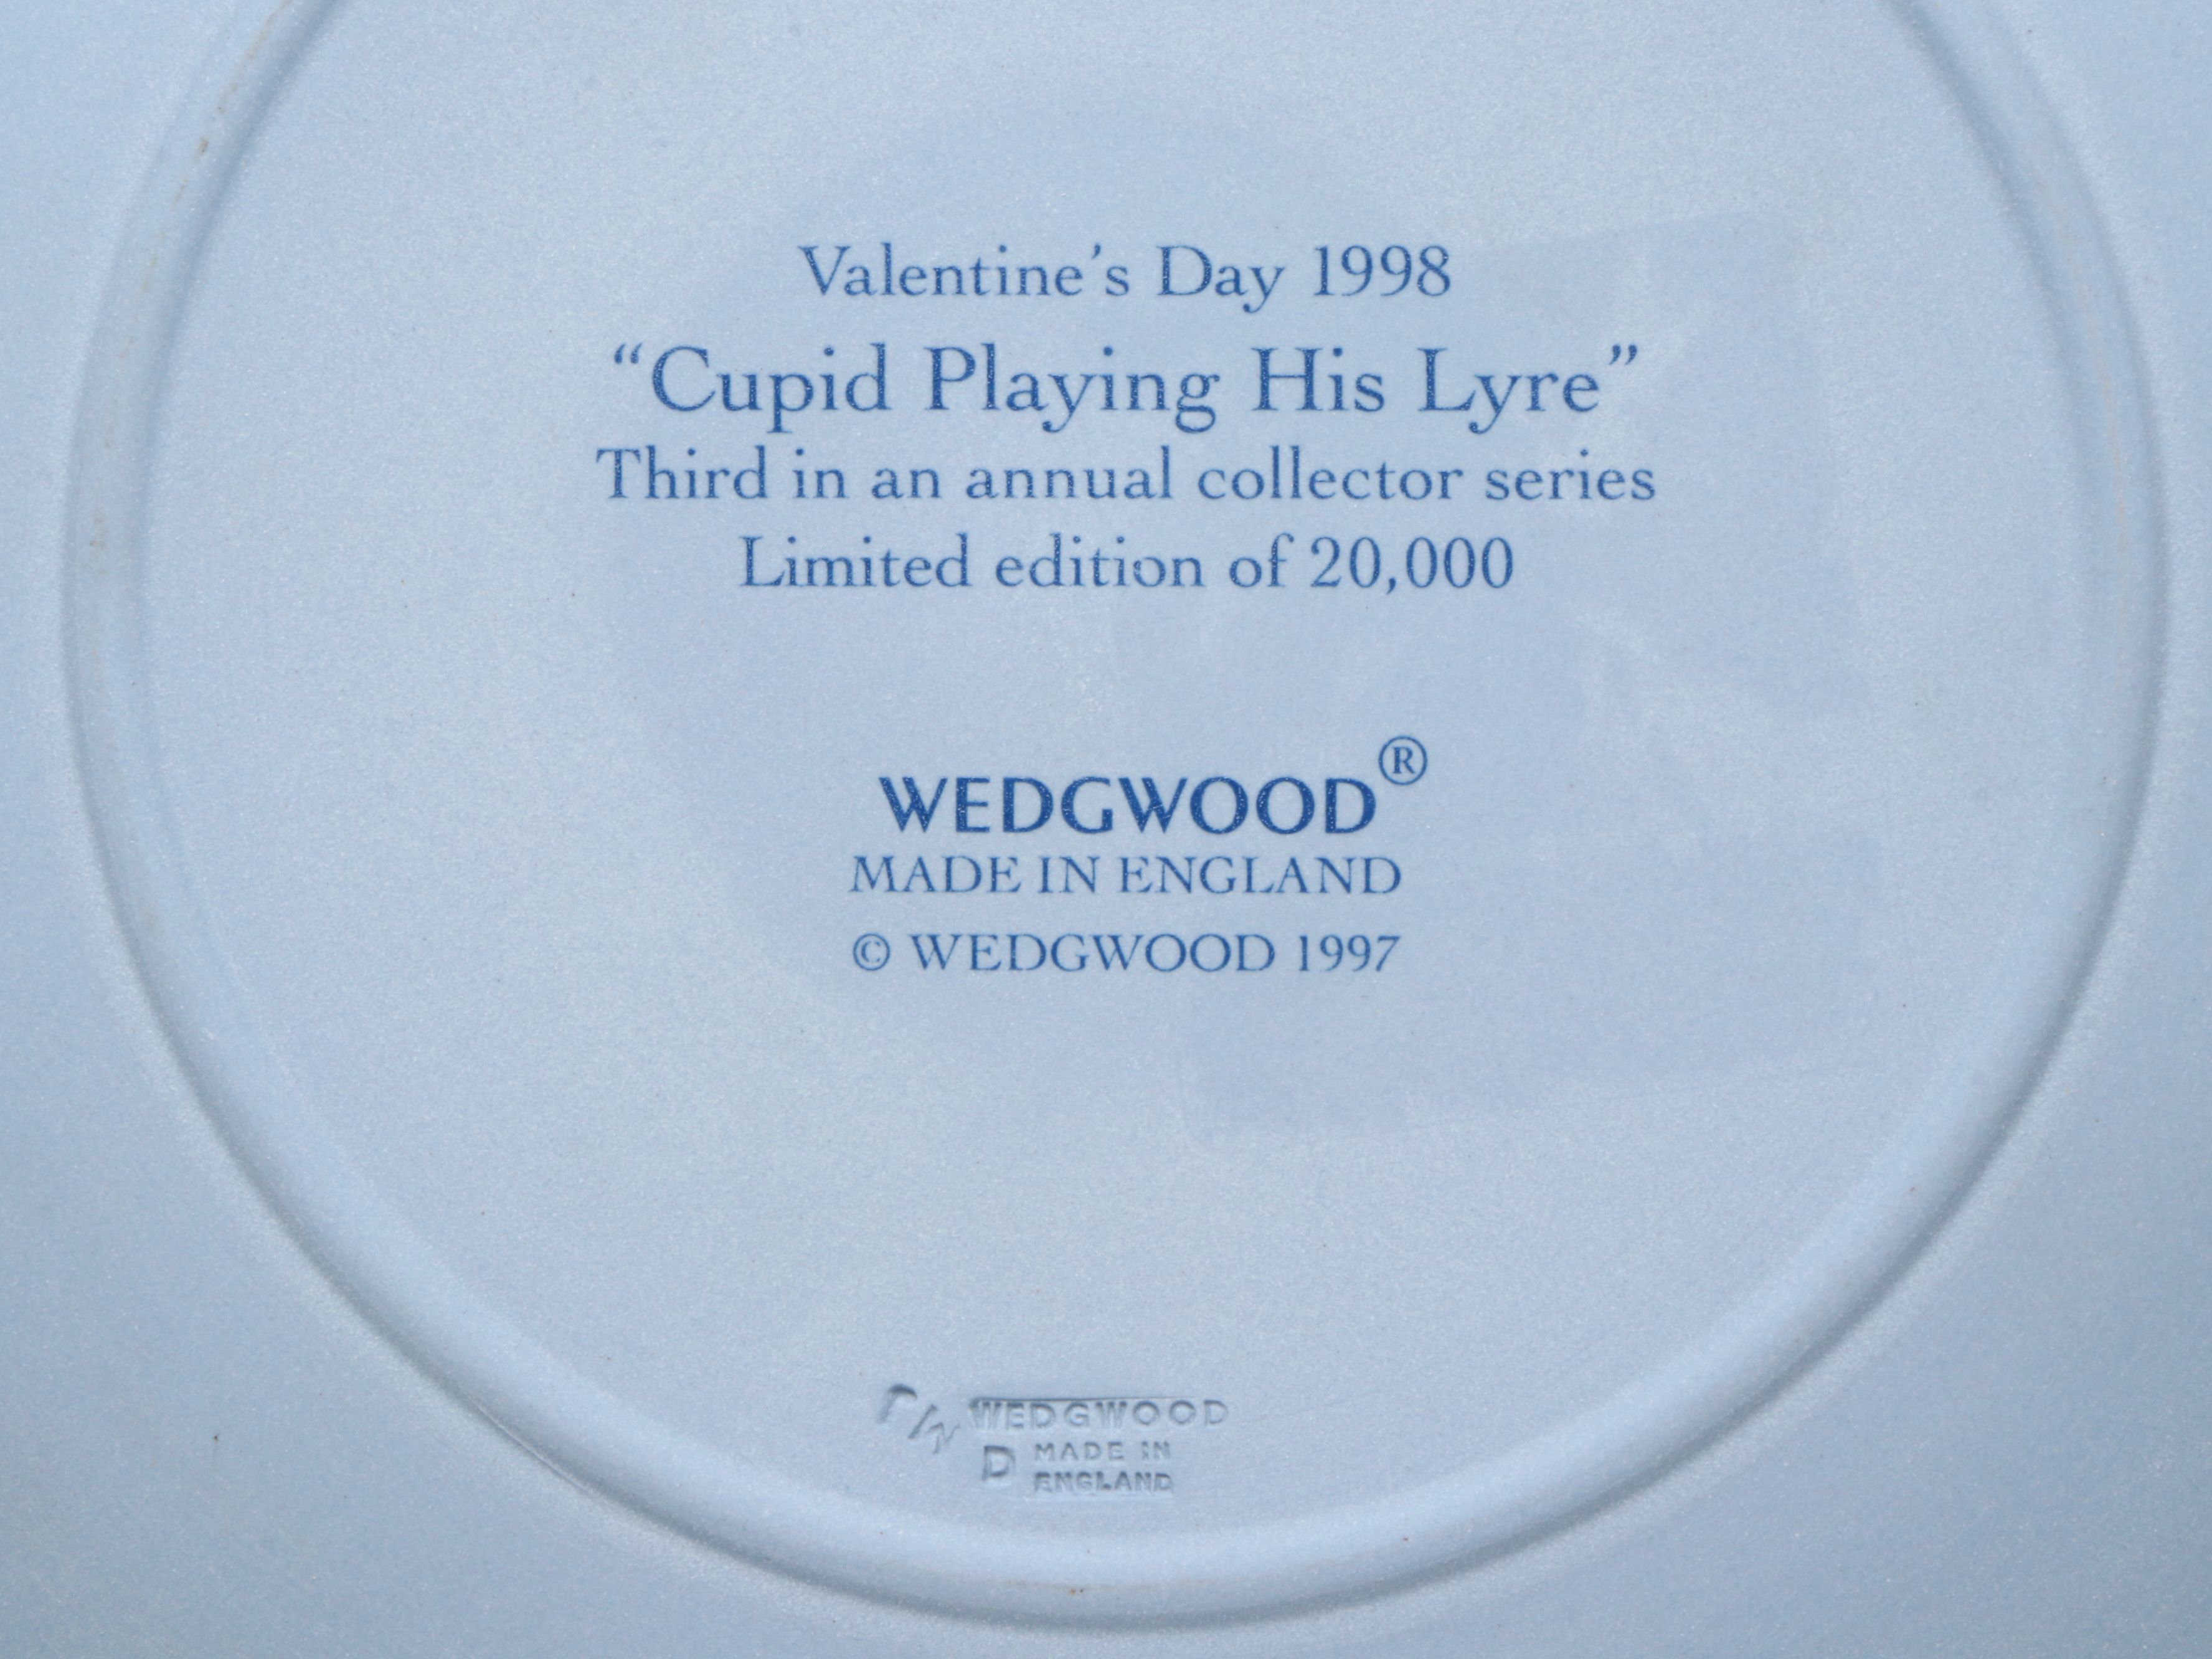 Valentine's Day 1998
“Cupid Playing His Lyre”
Third in an annual collector series
Limited edition of 20,000
WEDGWOOD®
MADE IN ENGLAND
© WEDGWOOD 1997
WEDGWOOD
D MADE IN
ENGLAND